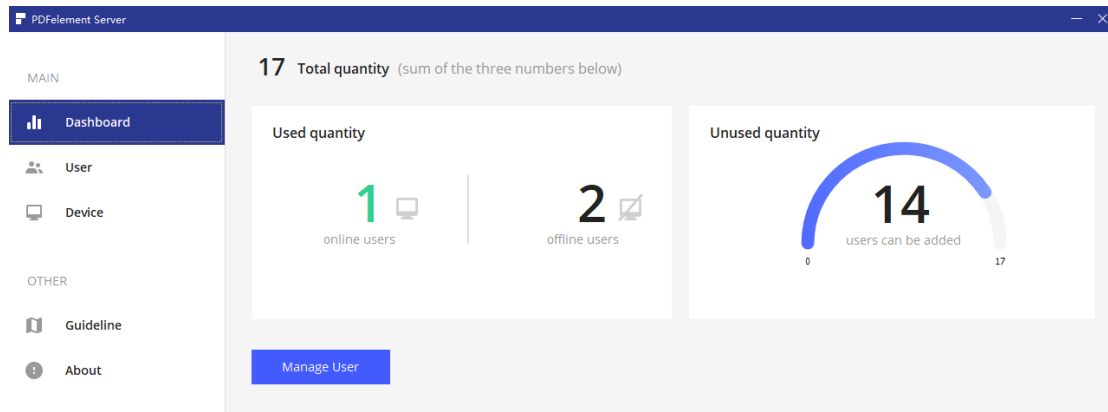 PDFelement Server
MAIN
Dashboard
User
Device
OTHER
Guideline
About
17 Total quantity (sum of the three numbers below)
Used quantity
1
online users
2
offline users
Unused quantity
14
users can be added
0 17
Manage User